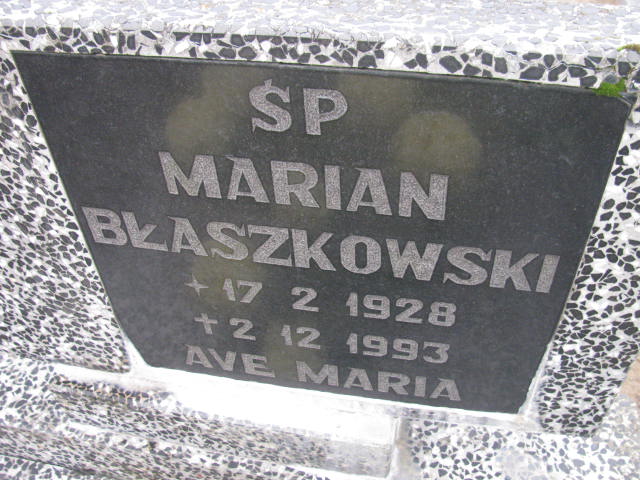 ŚP
MARIAN
BŁASZKOWSKI
+ 17 2 1928
† 2 12 1993
AVE MARIA